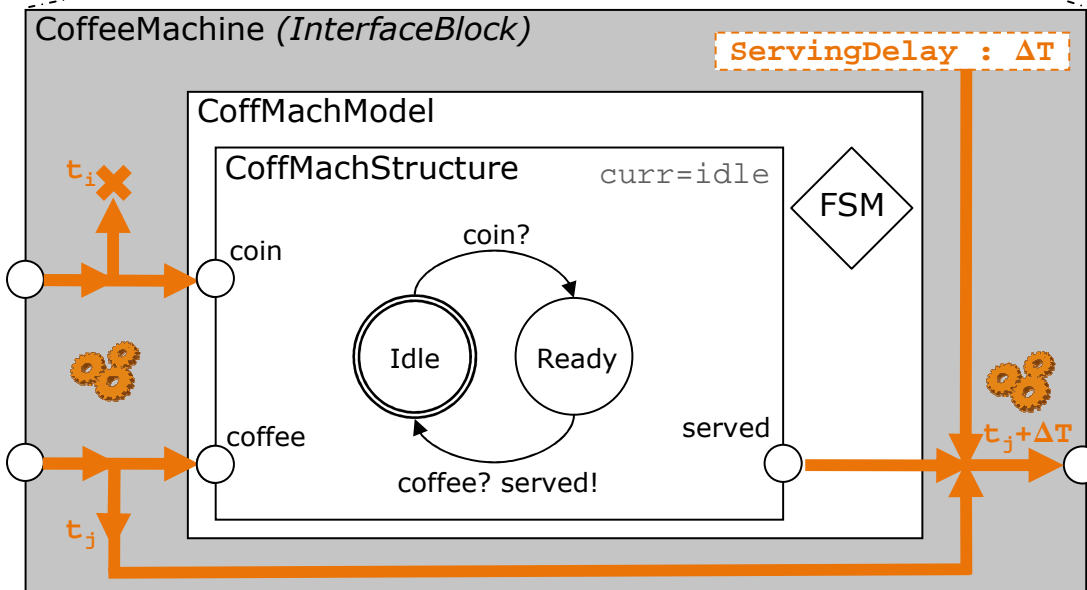 CoffeeMachine (InterfaceBlock)
ServingDelay : ΔT
CoffMachModel
CoffMachStructure
curr=idle
FSM
tᵢ
coin
coin?
Idle
Ready
coffee
served
coffee? served!
tⱼ+ΔT
tⱼ